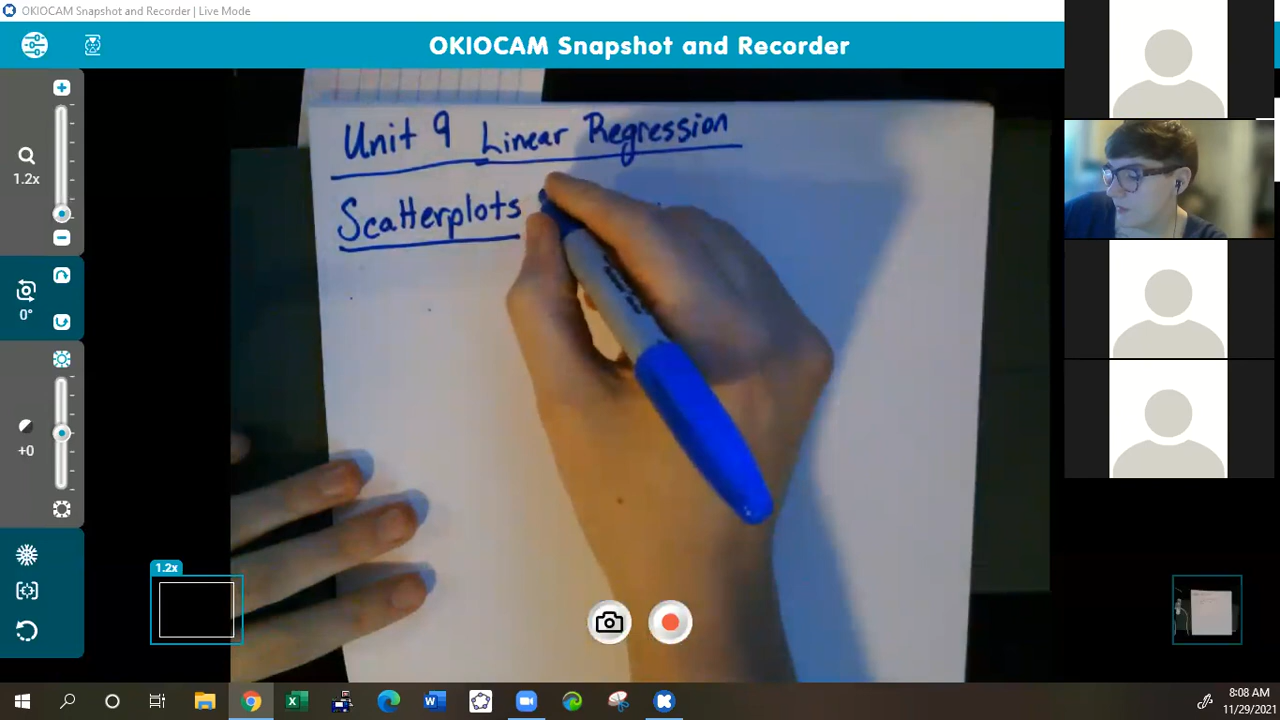 OKIOCAM Snapshot and Recorder | Live Mode
OKIOCAM Snapshot and Recorder
1.2x
0°
+0
Unit 9 Linear Regression
Scatterplots
1.2x
8:08 AM
11/29/2021